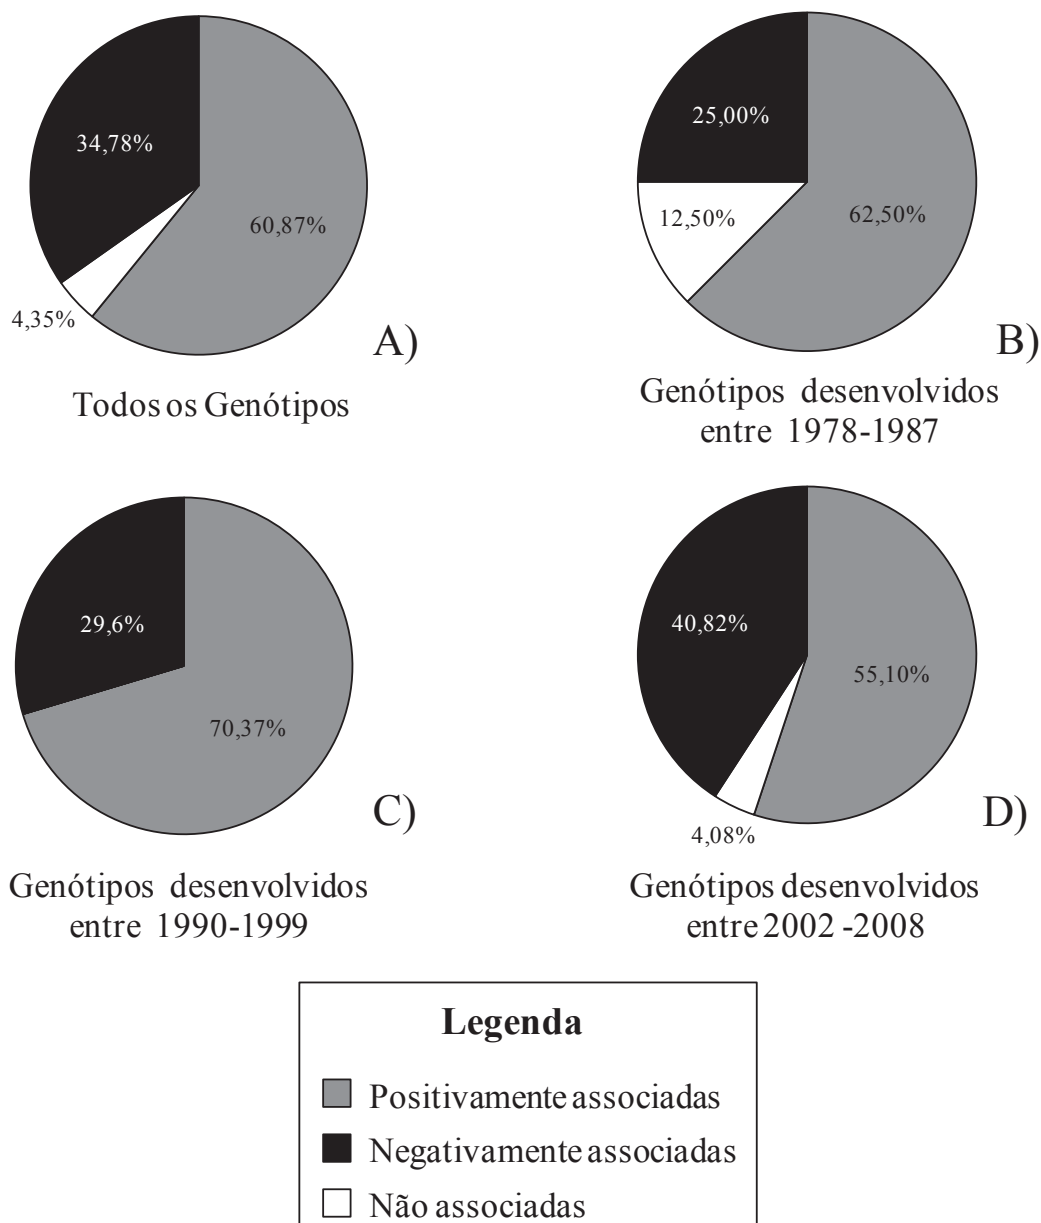 34,78%
60,87%
4,35%
A)
Todos os Genótipos
25,00%
12,50%
62,50%
B)
Genótipos desenvolvidos
entre 1978-1987
29,6%
70,37%
C)
Genótipos desenvolvidos
entre 1990-1999
40,82%
55,10%
4,08%
D)
Genótipos desenvolvidos
entre 2002 -2008
Legenda
Positivamente associadas
Negativamente associadas
Não associadas